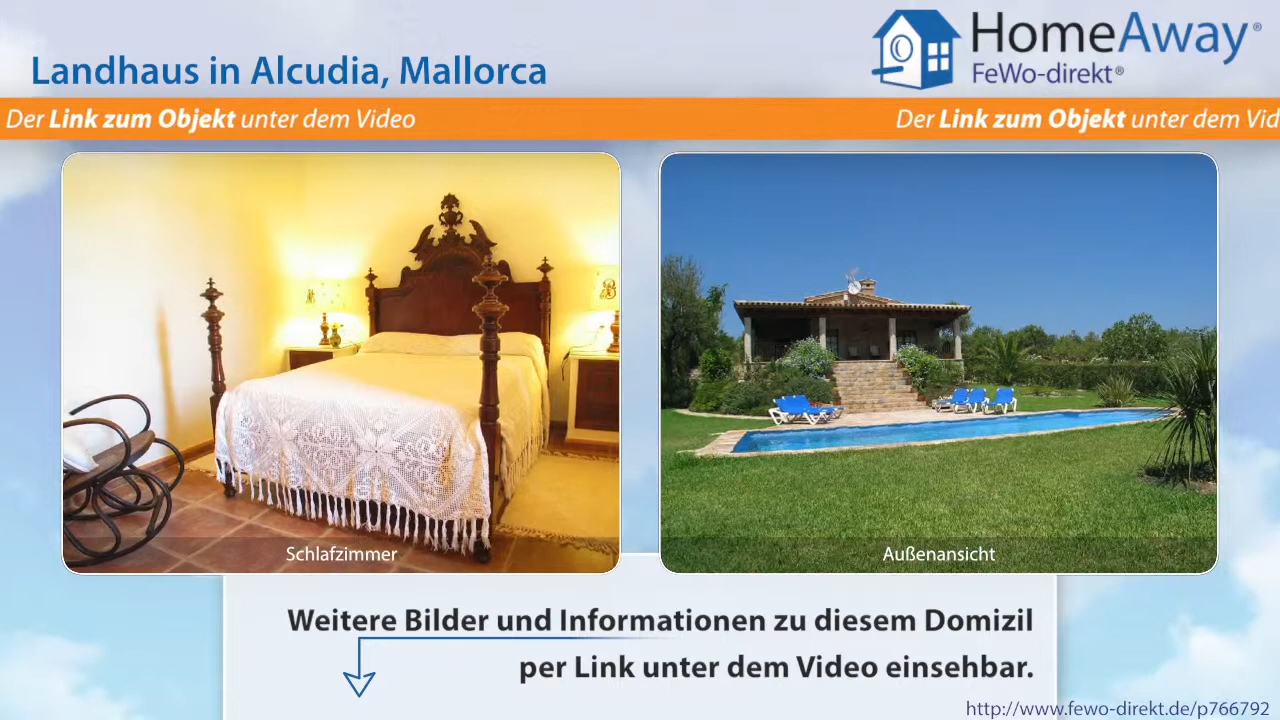 HomeAway®
FeWo-direkt®
Landhaus in Alcudia, Mallorca
Der Link zum Objekt unter dem Video
Der Link zum Objekt unter dem Vid
Schlafzimmer
Außenansicht
Weitere Bilder und Informationen zu diesem Domizil
per Link unter dem Video einsehbar.
http://www.fewo-direkt.de/p766792